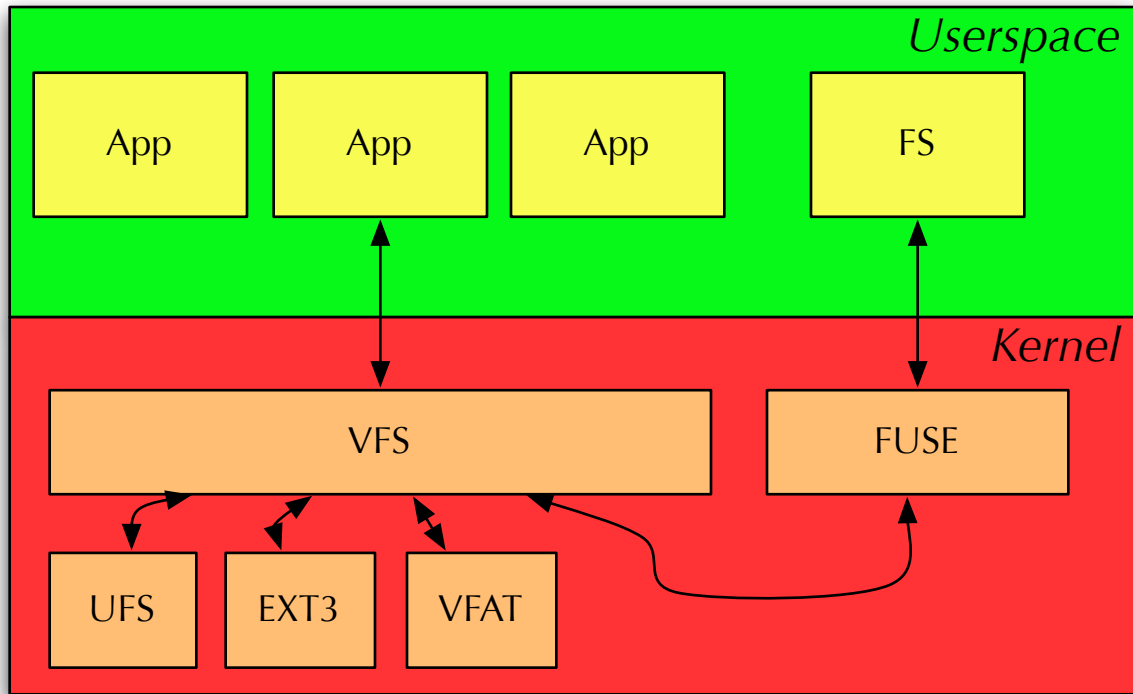 Userspace
App
App
App
FS
Kernel
VFS
FUSE
UFS
EXT3
VFAT